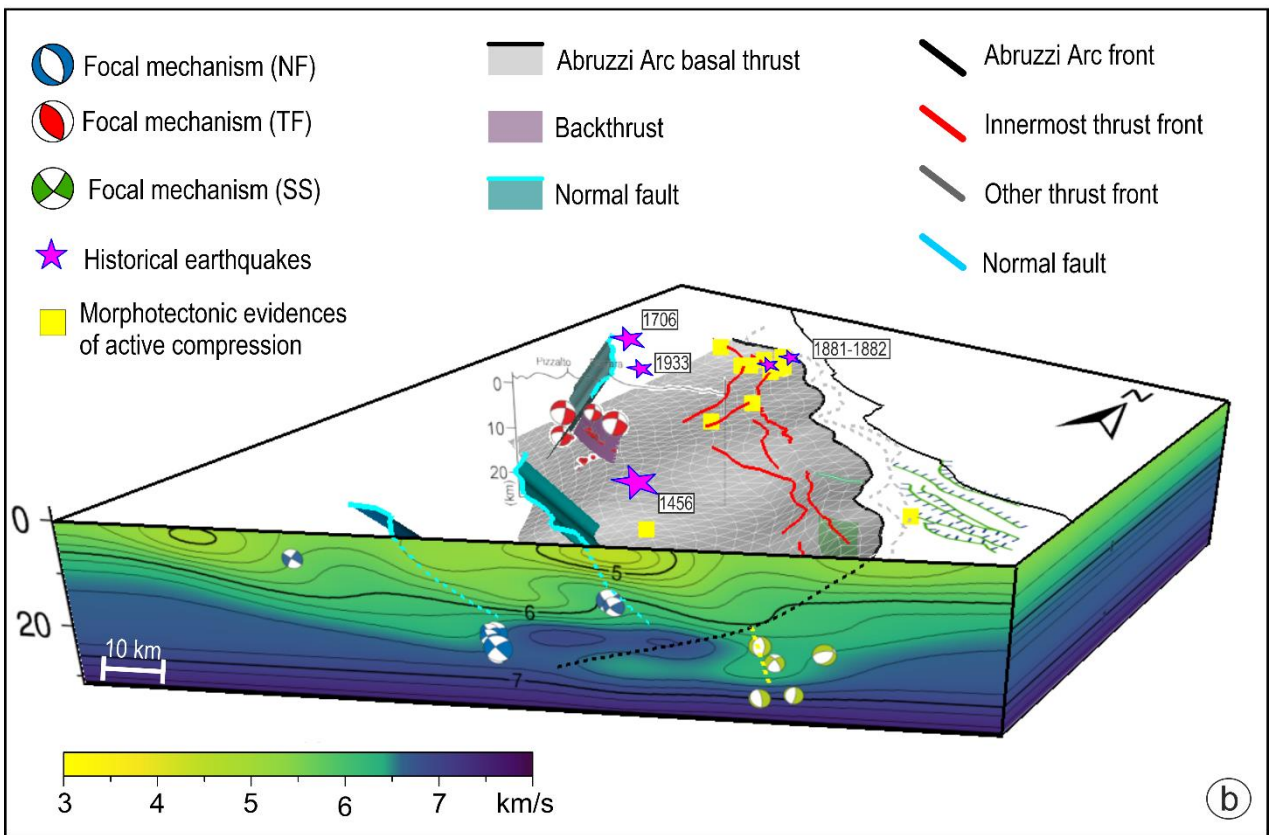 Focal mechanism (NF)
Focal mechanism (TF)
Focal mechanism (SS)
Historical earthquakes
Morphotectonic evidences
of active compression
Abruzzi Arc basal thrust
Backthrust
Normal fault
Abruzzi Arc front
Innermost thrust front
Other thrust front
Normal fault
1706
1933
1881-1882
Pizzalto
0
10
20
(km)
1456
Z
0
20
5
6
7
10 km
3 4 5 6 7 km/s
b